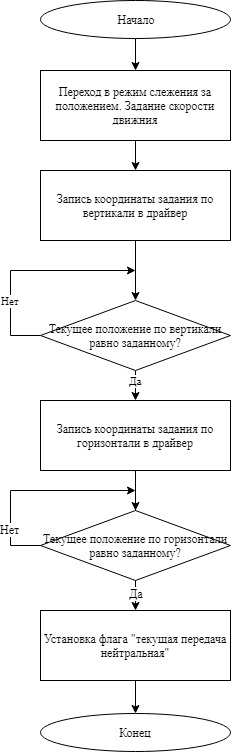 Начало
Переход в режим слежения за
положением. Задание скорости
движния
Запись координаты задания по
вертикали в драйвер
Нет
Текущее положение по вертикали
равно заданному?
Да
Запись координаты задания по
горизонтали в драйвер
Нет
Текущее положение по горизонтали
равно заданному?
Да
Установка флага "текущая передача
нейтральная"
Конец